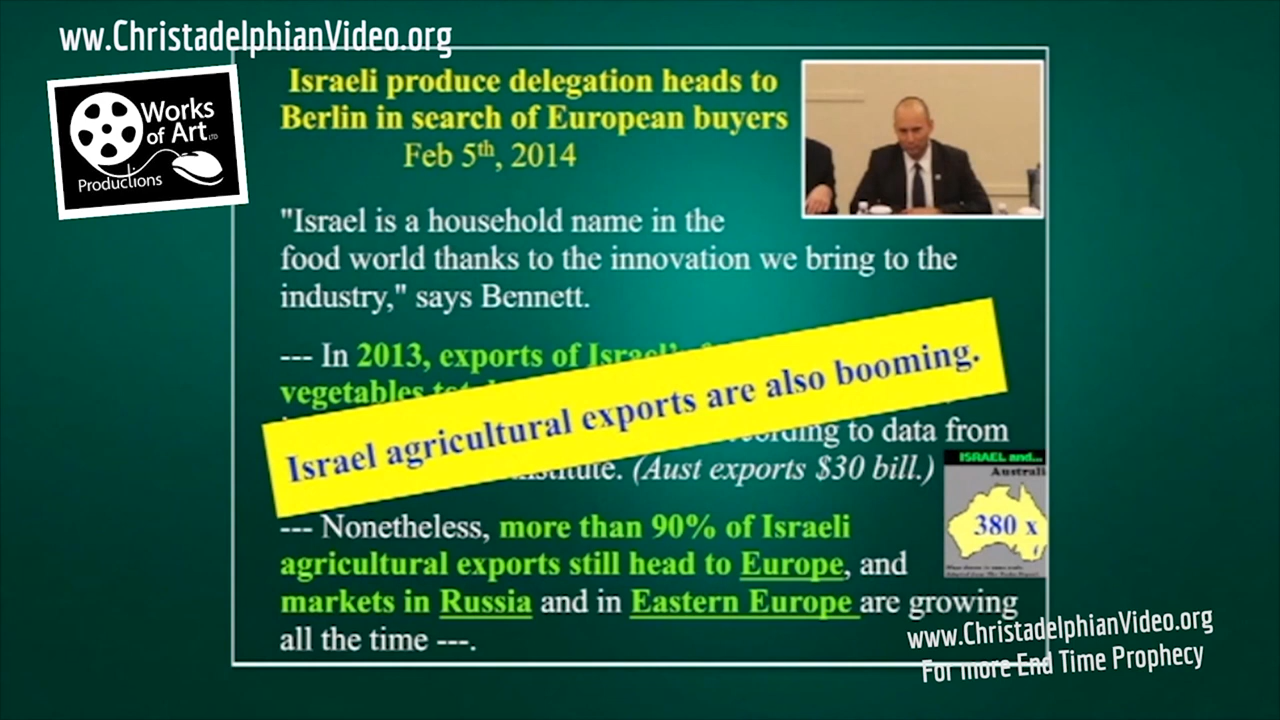 ww.ChristadelphianVideo.org
Works
of Art LTD
Productions
Israeli produce delegation heads to
Berlin in search of European buyers
Feb 5th, 2014
"Israel is a household name in the
food world thanks to the innovation we bring to the
industry," says Bennett.
--- In 2013, exports of Israel's
vegetables
Israel agricultural exports are also booming.
to data from
(Aust exports $30 bill.)
ISRAEL and...
Australi
380 x
--- Nonetheless, more than 90% of Israeli
agricultural exports still head to Europe, and
markets in Russia and in Eastern Europe are growing
all the time ---.
www.ChristadelphianVideo.org
For more End Time Prophecy